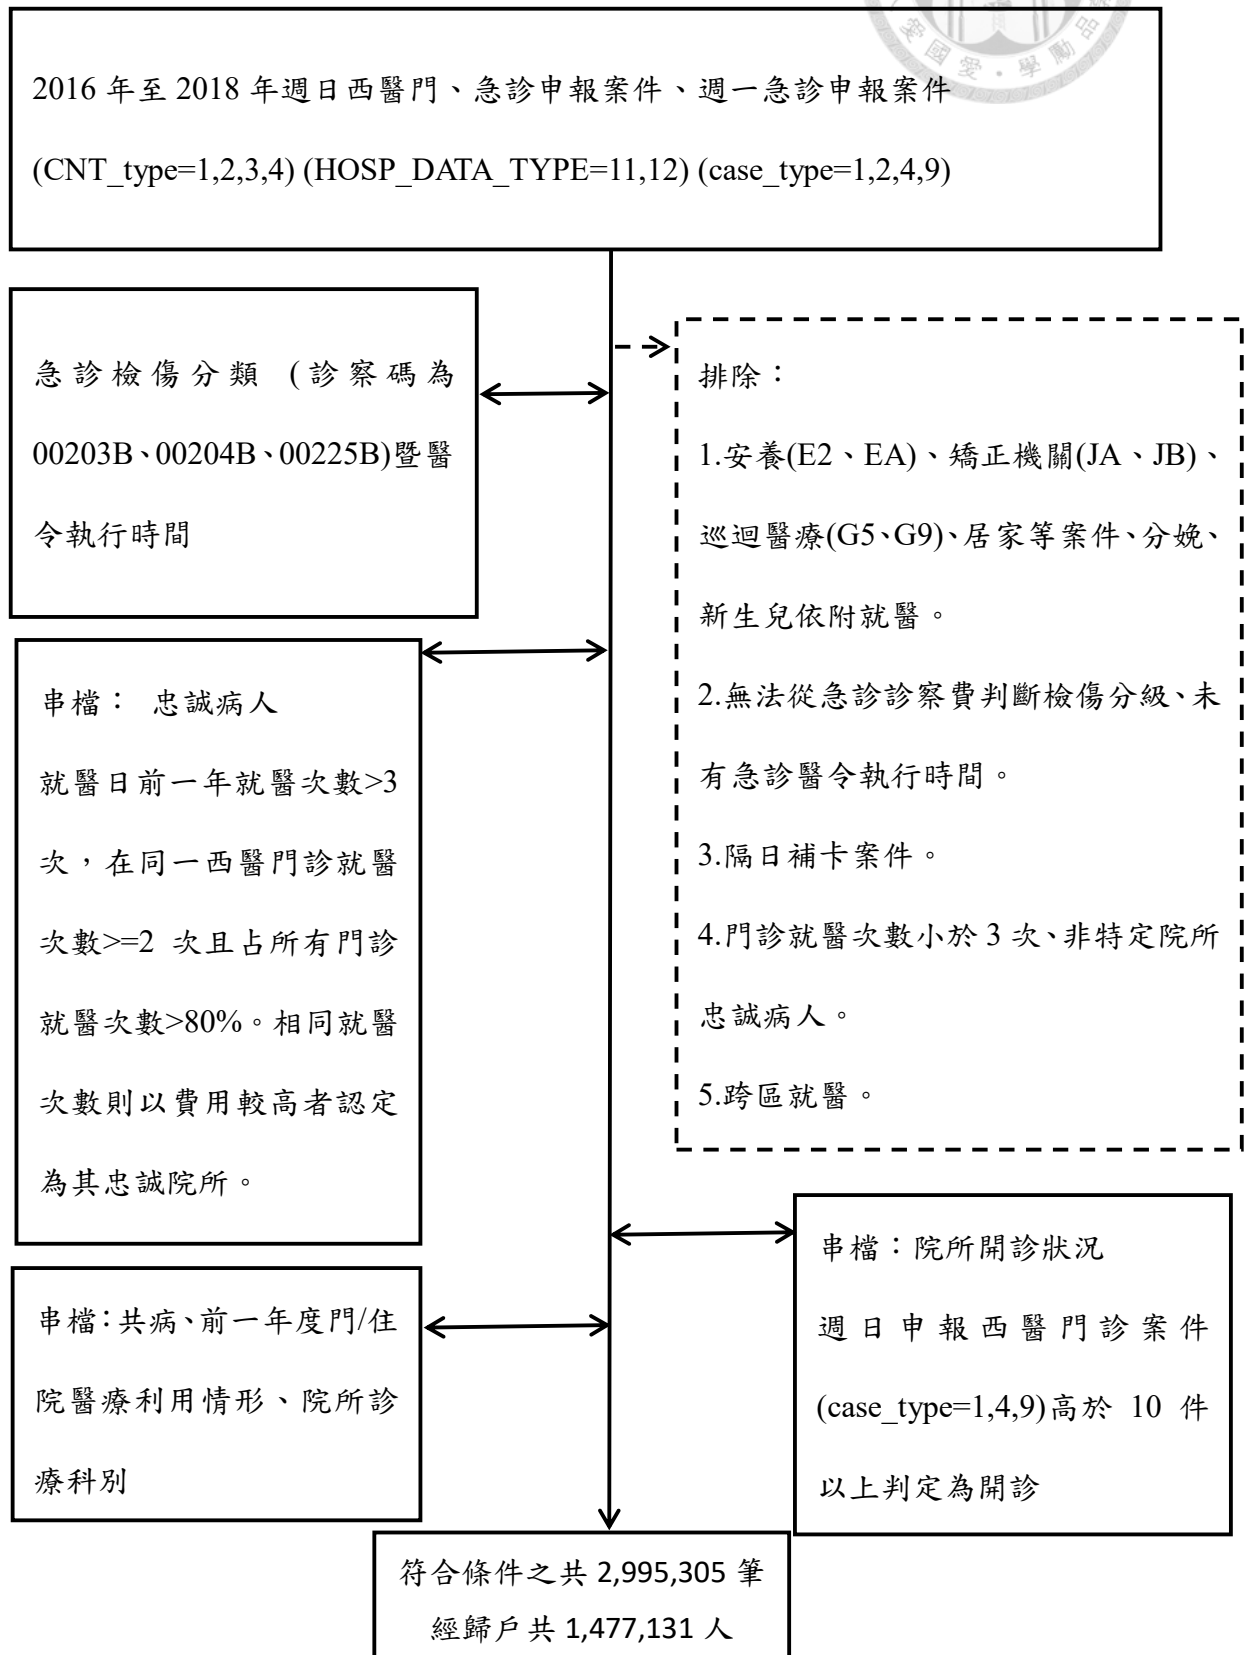 愛國愛‧學勵品
2016 年至 2018 年週日西醫門、急診申報案件、週一急診申報案件
(CNT_type=1,2,3,4) (HOSP_DATA_TYPE=11,12) (case_type=1,2,4,9)
急診檢傷分類 (診察碼為
00203B、00204B、00225B)暨醫
令執行時間
排除：
1.安養(E2、EA)、矯正機關(JA、JB)、
巡迴醫療(G5、G9)、居家等案件、分娩、
新生兒依附就醫。
2.無法從急診診察費判斷檢傷分級、未
有急診醫令執行時間。
3.隔日補卡案件。
4.門診就醫次數小於 3 次、非特定院所
忠誠病人。
5.跨區就醫。
串檔： 忠誠病人
就醫日前一年就醫次數>3
次，在同一西醫門診就醫
次數>=2 次且占所有門診
就醫次數>80%。相同就醫
次數則以費用較高者認定
為其忠誠院所。
串檔：院所開診狀況
週日申報西醫門診案件
(case_type=1,4,9)高於 10 件
以上判定為開診
串檔：共病、前一年度門/住
院醫療利用情形、院所診
療科別
符合條件之共 2,995,305 筆
經歸戶共 1,477,131 人